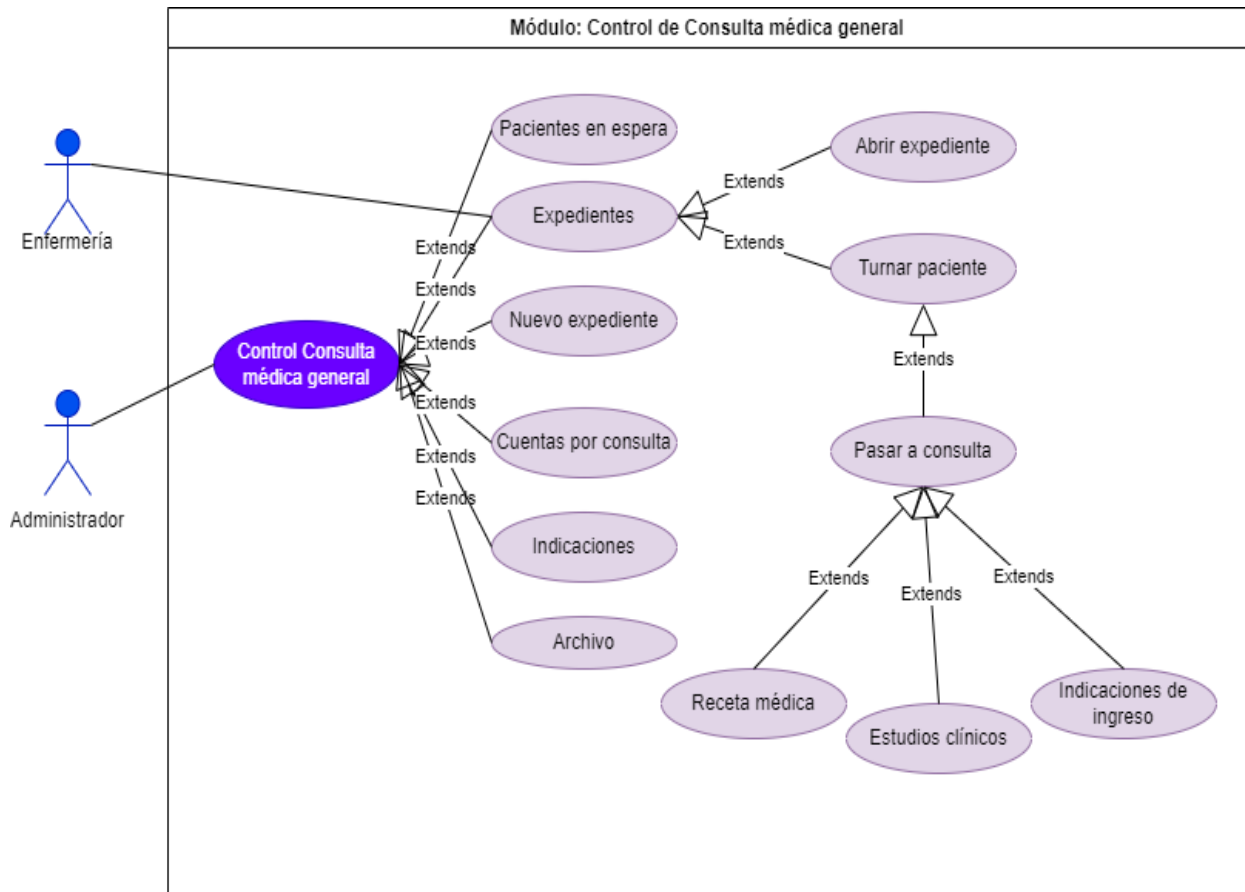 Módulo: Control de Consulta médica general
Pacientes en espera
Abrir expediente
Extends
Enfermería
Expedientes
Extends
Extends
Turnar paciente
Extends
Nuevo expediente
Extends
Control Consulta
médica general
Extends
Extends
Cuentas por consulta
Pasar a consulta
Extends
Extends
Administrador
Indicaciones
Extends
Extends
Extends
Archivo
Receta médica
Estudios clínicos
Indicaciones de
ingreso